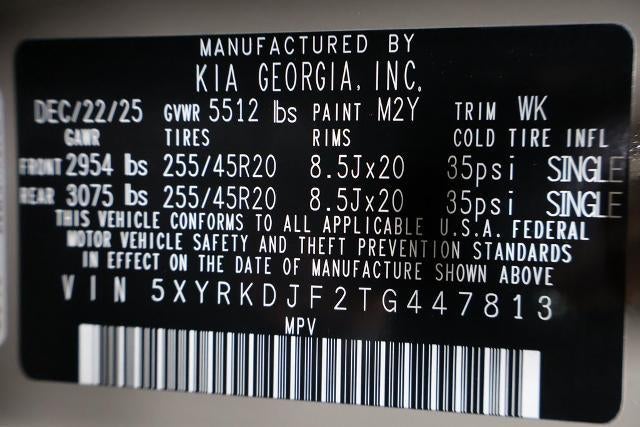 MANUFACTURED BY
KIA GEORGIA, INC.
DEC/22/25 GVWR 5512 lbs PAINT M2Y TRIM WK
GAWR TIRES RIMS COLD TIRE INFL
FRONT 2954 lbs 255/45R20 8.5Jx20 35psi SINGLE
REAR 3075 lbs 255/45R20 8.5Jx20 35psi SINGLE
THIS VEHICLE CONFORMS TO ALL APPLICABLE U.S.A. FEDERAL
MOTOR VEHICLE SAFETY AND THEFT PREVENTION STANDARDS
IN EFFECT ON THE DATE OF MANUFACTURE SHOWN ABOVE
VIN 5XYRKDJF2TG447813
MPV